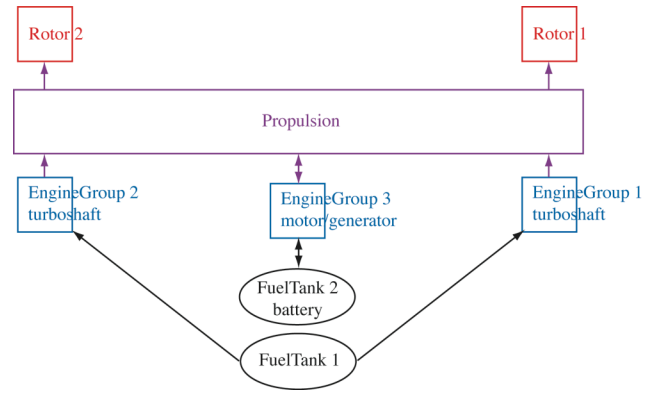 Rotor 2
Rotor 1
Propulsion
EngineGroup 2
turboshaft
EngineGroup 3
motor/generator
EngineGroup 1
turboshaft
FuelTank 2
battery
FuelTank 1